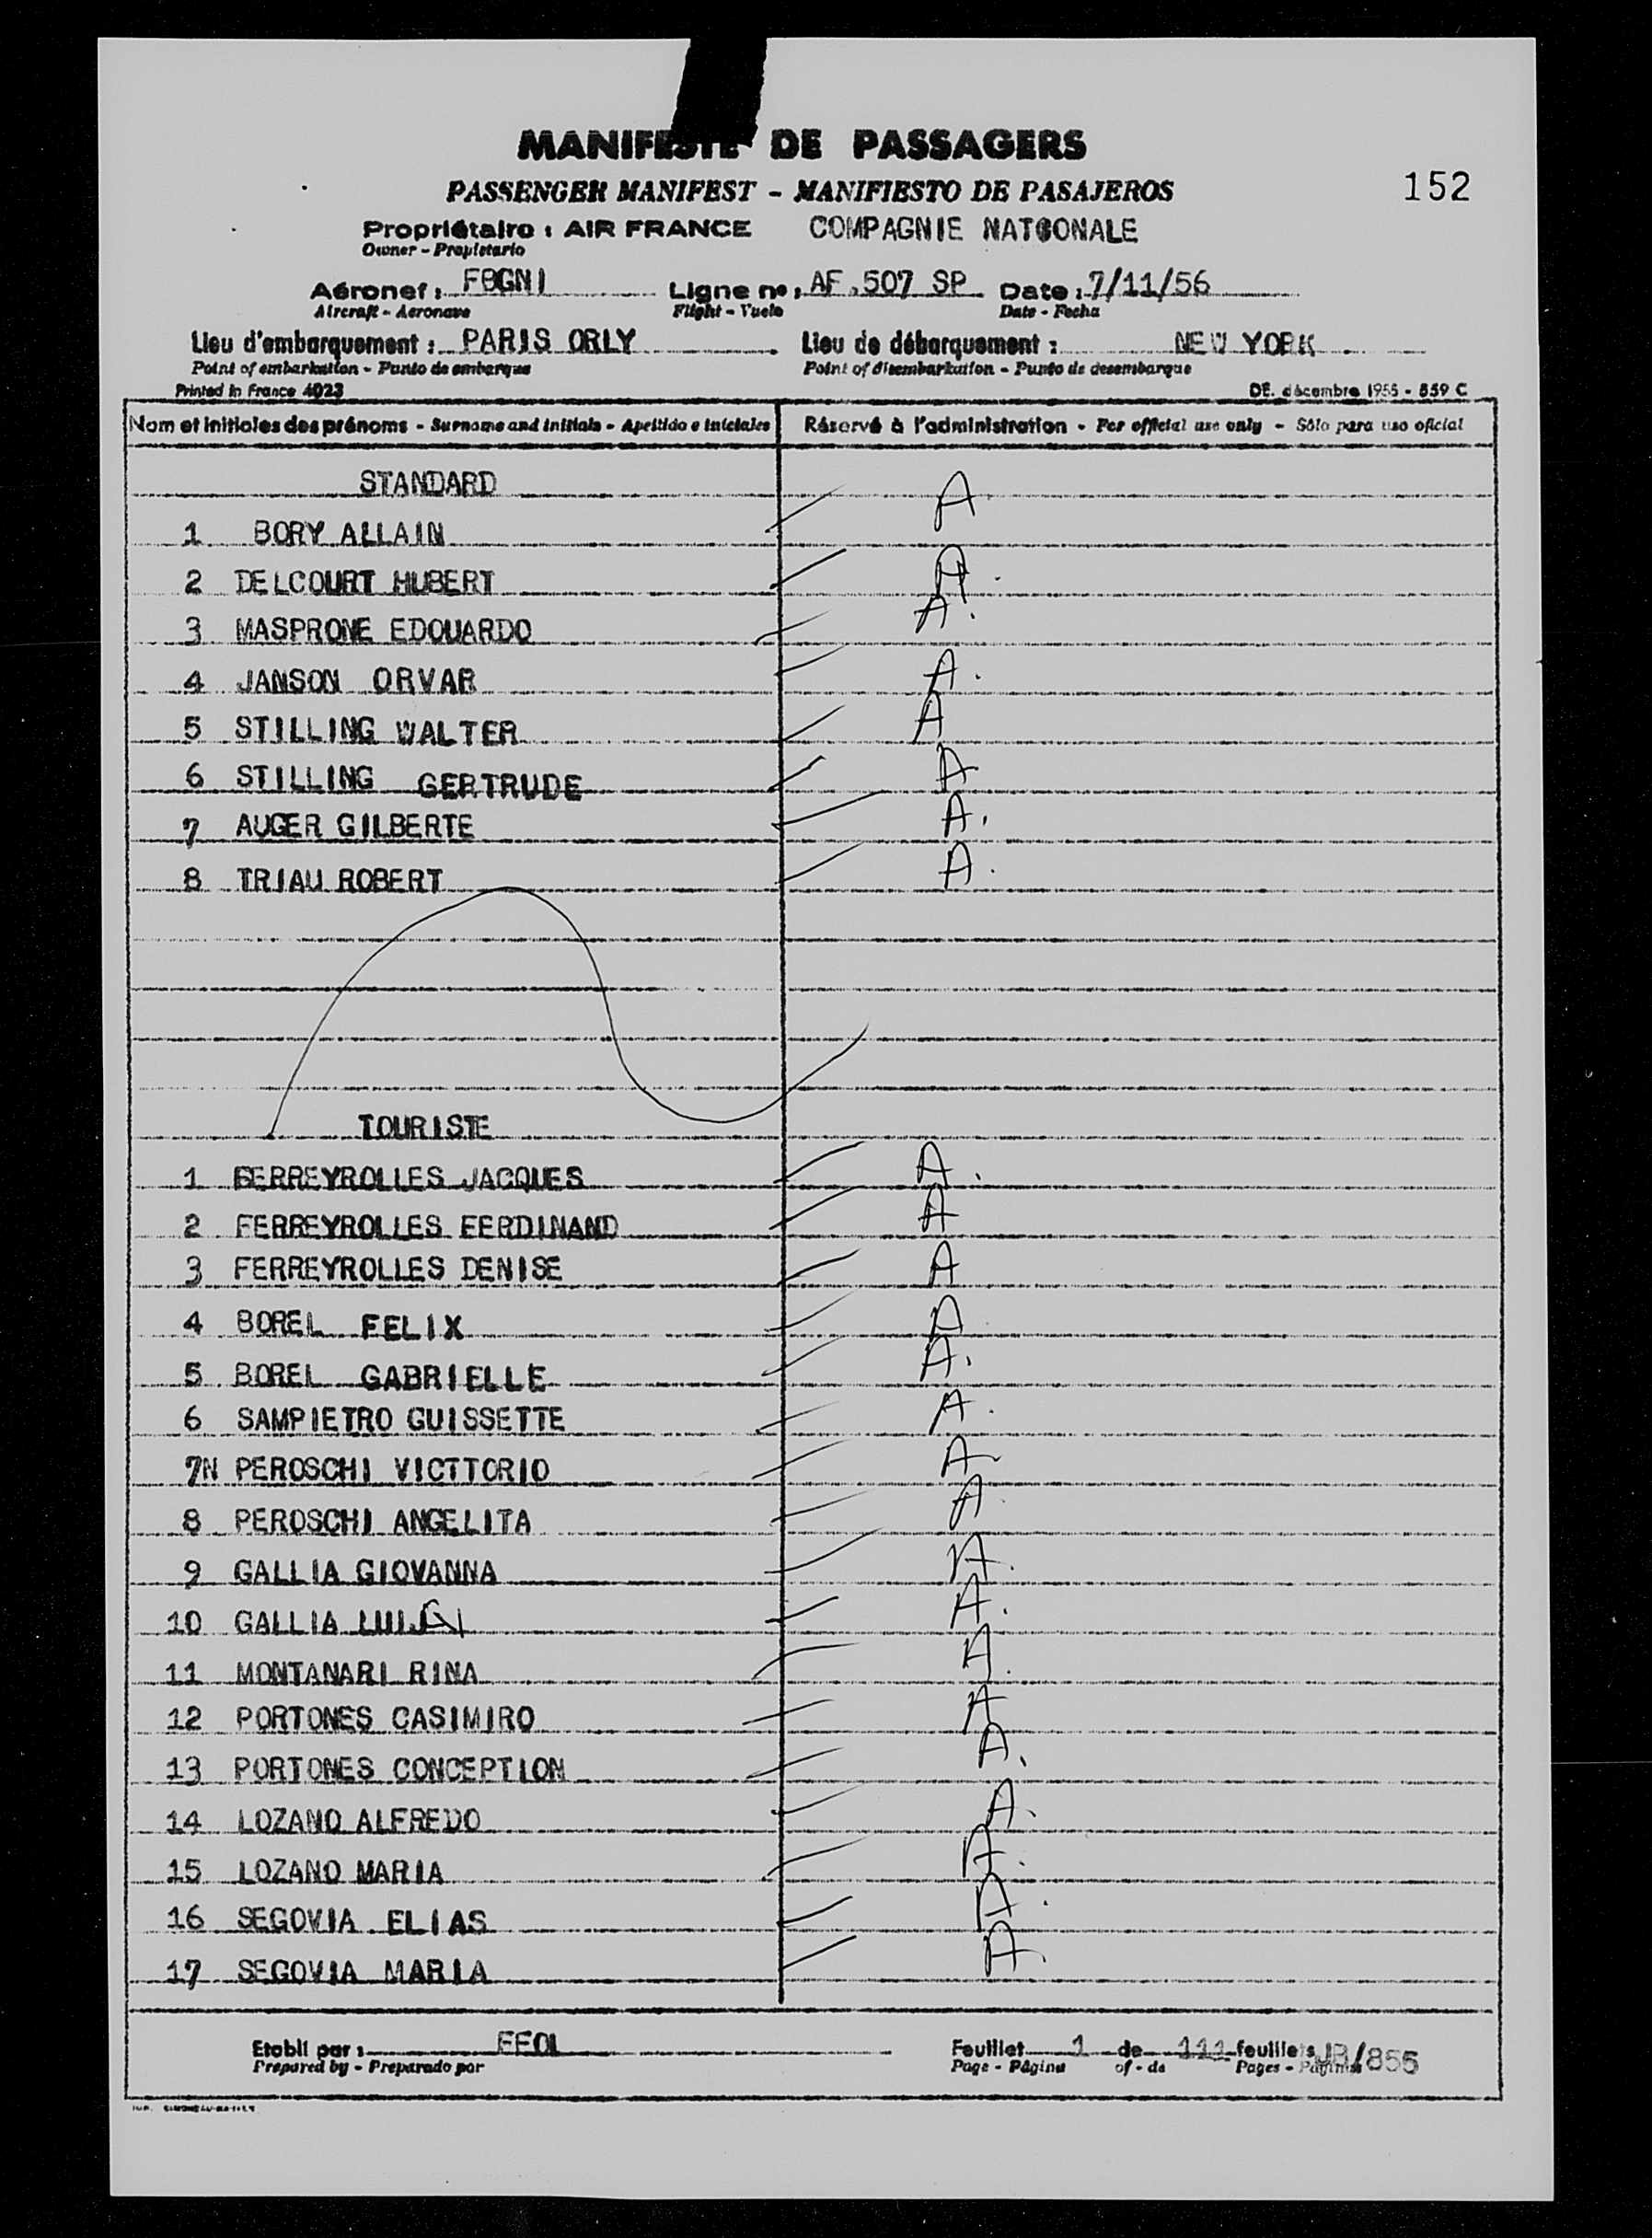 MANIFESTE DE PASSAGERS
PASSENGER MANIFEST - MANIFIESTO DE PASAJEROS 152
Propriétaire : AIR FRANCE COMPAGNIE NATOONALE
Owner - Propietario
Aéronef : FBGNI Ligne no : AF.507 SP Date : 7/11/56
Aircraft - Aeronave Flight - Vuelo Date - Fecha
Lieu d'embarquement : PARIS ORLY Lieu de débarquement : NEW YORK
Point of embarkation - Punto de embarque Point of disembarkation - Punto de desembarque
Printed in France 4023 DE. décembre 1955 - 859 C
Nom et initiales des prénoms - Surname and initials - Apellido e iniciales Réservé à l'administration - For official use only - Sólo para uso oficial
STANDARD
1 BORY ALLAIN A
2 DELCOURT HUBERT A.
3 MASPRONE EDOUARDO A.
4 JANSON ORVAR A.
5 STILLING WALTER A
6 STILLING GERTRUDE A
7 AUGER GILBERTE A.
8 TRIAU ROBERT A.
TOURISTE
1 FERREYROLLES JACQUES A.
2 FERREYROLLES FERDINAND A
3 FERREYROLLES DENISE A
4 BOREL FELIX A
5 BOREL GABRIELLE A.
6 SAMPIETRO GUISSETTE A.
7N PEROSCHI VICTTORIO A
8 PEROSCHI ANGELITA A.
9 GALLIA GIOVANNA A.
10 GALLIA LUIGI A.
11 MONTANARI RINA A.
12 PORTONES CASIMIRO A
13 PORTONES CONCEPTION A.
14 LOZANO ALFREDO A.
15 LOZANO MARIA A.
16 SEGOVIA ELIAS A.
17 SEGOVIA MARIA A.
Etabli par : Feuillet 1 de 111 feuillets JB/855
Prepared by - Preparado por Page - Página of - de Pages - Páginas